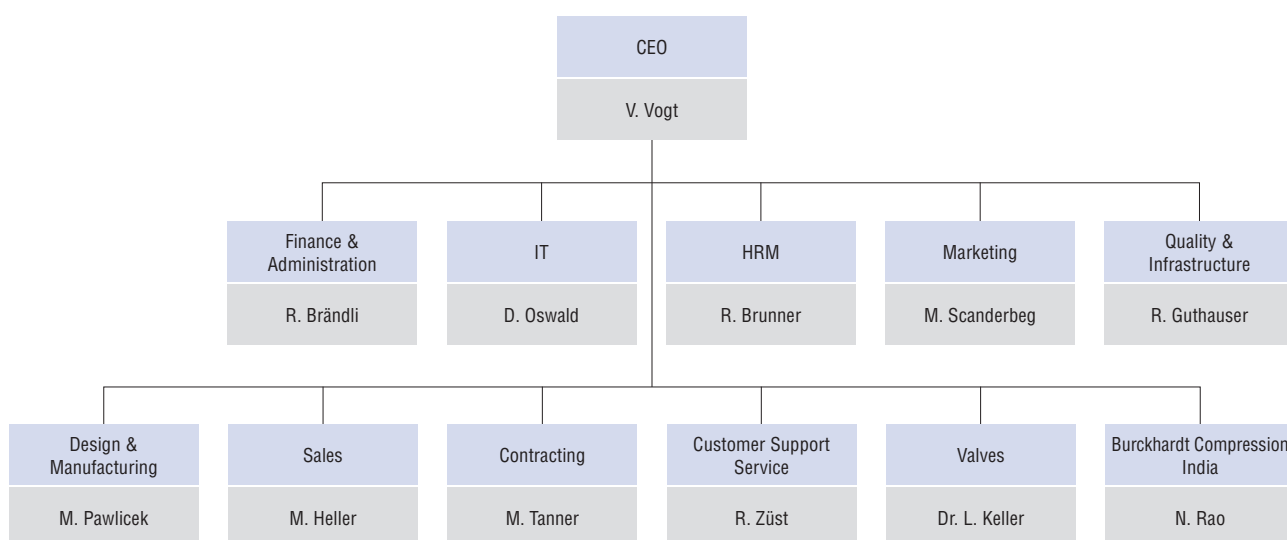 CEO
V. Vogt
Finance &
Administration
R. Brändli
IT
D. Oswald
HRM
R. Brunner
Marketing
M. Scanderbeg
Quality &
Infrastructure
R. Guthauser
Design &
Manufacturing
M. Pawlicek
Sales
M. Heller
Contracting
M. Tanner
Customer Support
Service
R. Züst
Valves
Dr. L. Keller
Burckhardt Compression
India
N. Rao